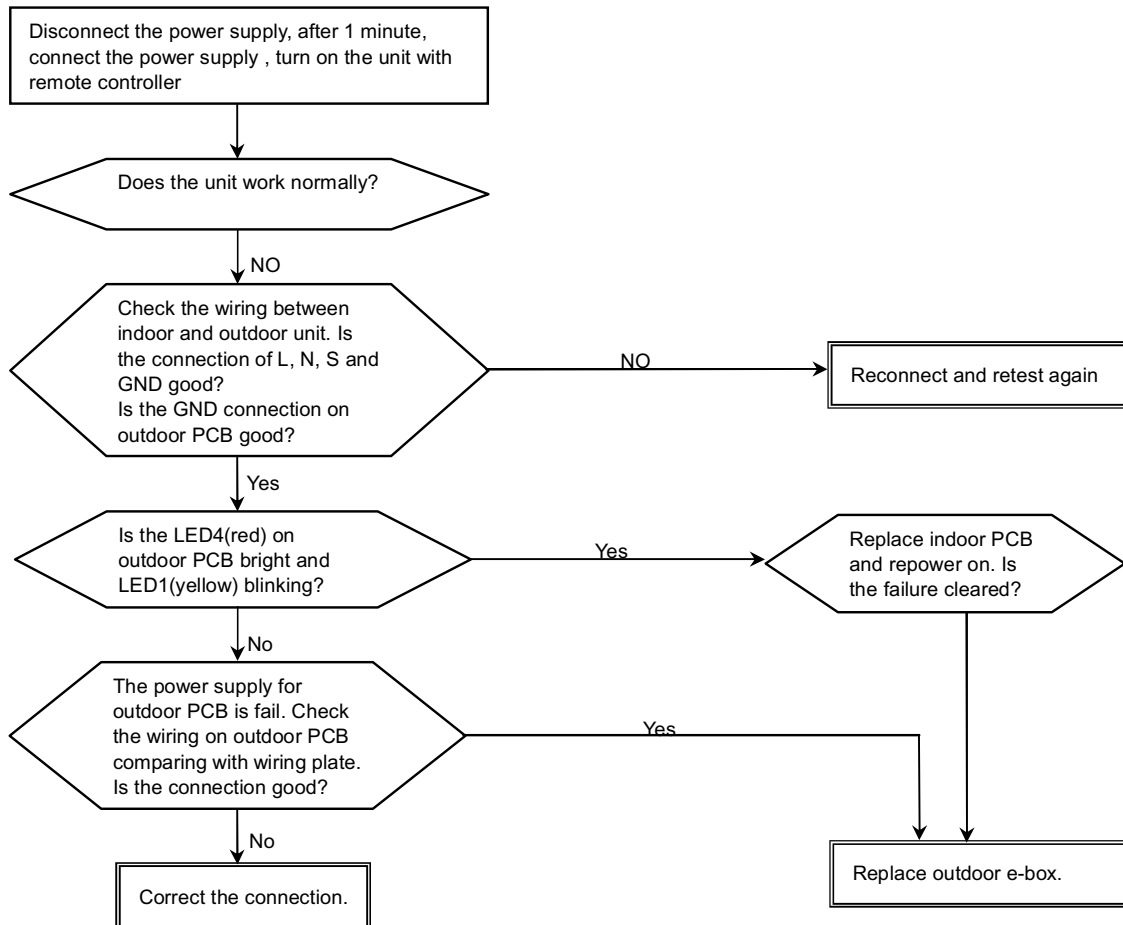 Disconnect the power supply, after 1 minute,
connect the power supply , turn on the unit with
remote controller
Does the unit work normally?
NO
Check the wiring between
indoor and outdoor unit. Is
the connection of L, N, S and
GND good?
Is the GND connection on
outdoor PCB good?
NO
Reconnect and retest again
Yes
Is the LED4(red) on
outdoor PCB bright and
LED1(yellow) blinking?
Yes
Replace indoor PCB
and repower on. Is
the failure cleared?
No
The power supply for
outdoor PCB is fail. Check
the wiring on outdoor PCB
comparing with wiring plate.
Is the connection good?
Yes
No
Correct the connection.
Replace outdoor e-box.